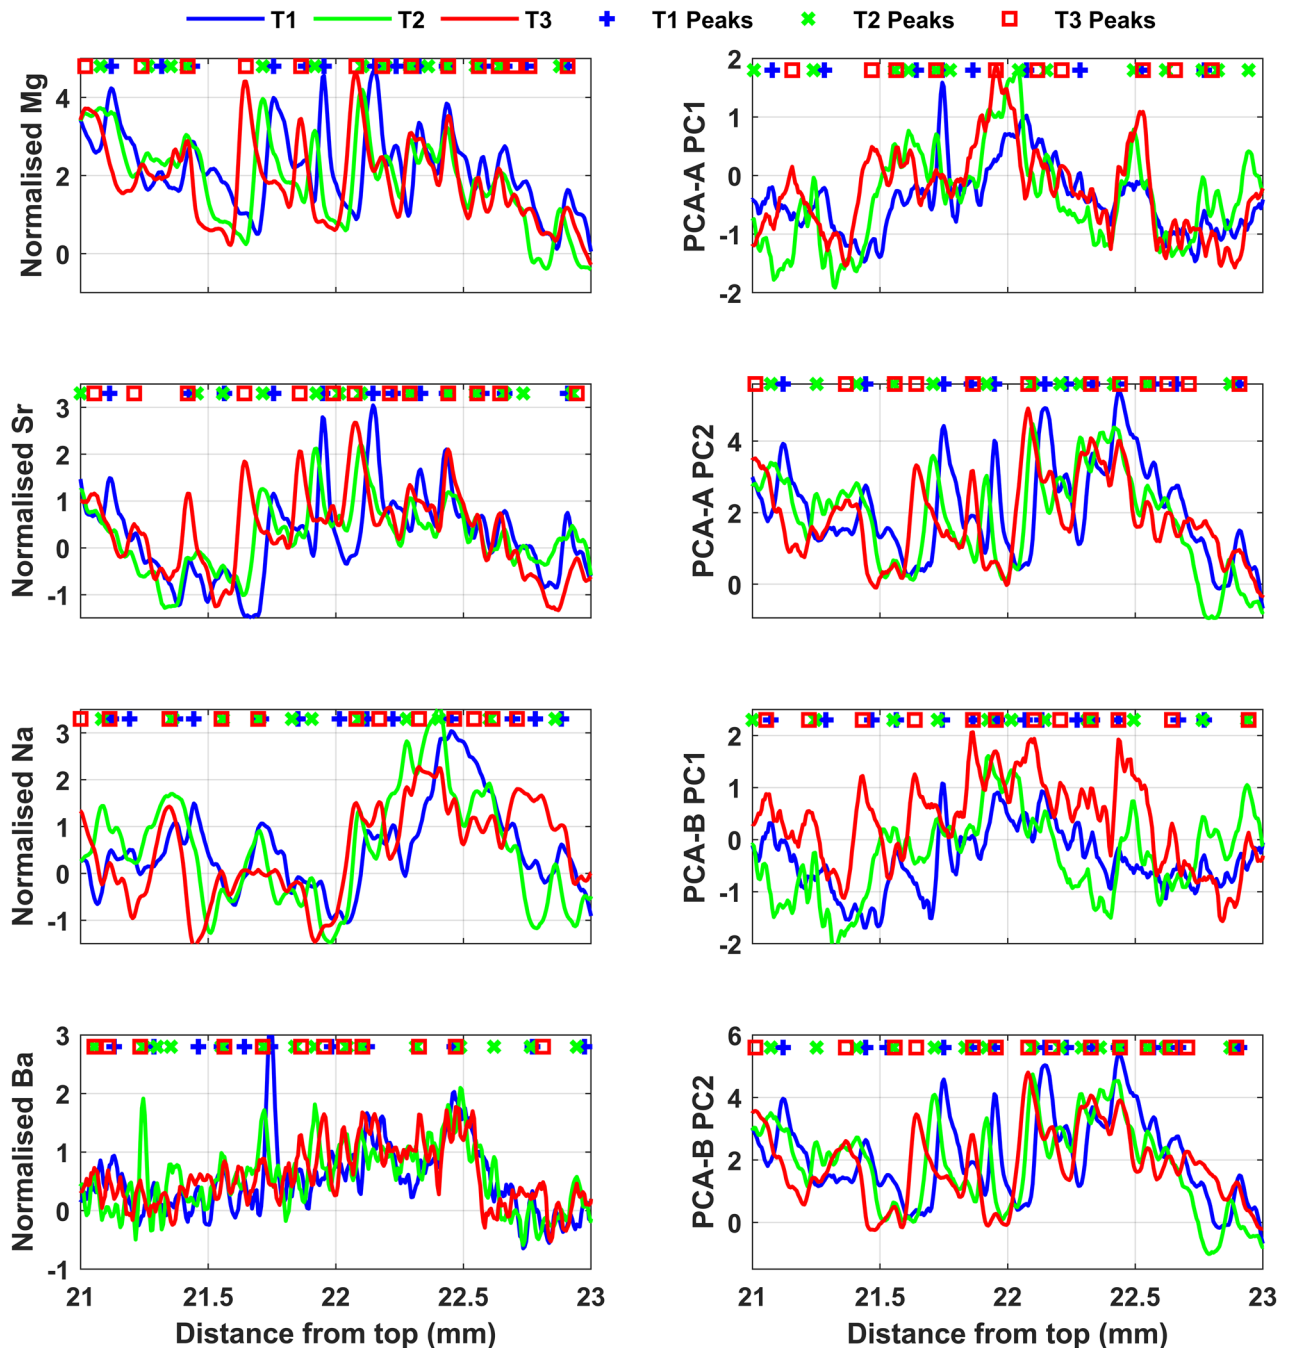 T1 T2 T3 T1 Peaks T2 Peaks T3 Peaks
Normalised Mg
4
2
0
PCA-A PC1
2
1
0
-1
-2
Normalised Sr
3
2
1
0
-1
PCA-A PC2
4
2
0
Normalised Na
3
2
1
0
-1
PCA-B PC1
2
1
0
-1
-2
Normalised Ba
3
2
1
0
-1
21 21.5 22 22.5 23
Distance from top (mm)
PCA-B PC2
6
4
2
0
21 21.5 22 22.5 23
Distance from top (mm)